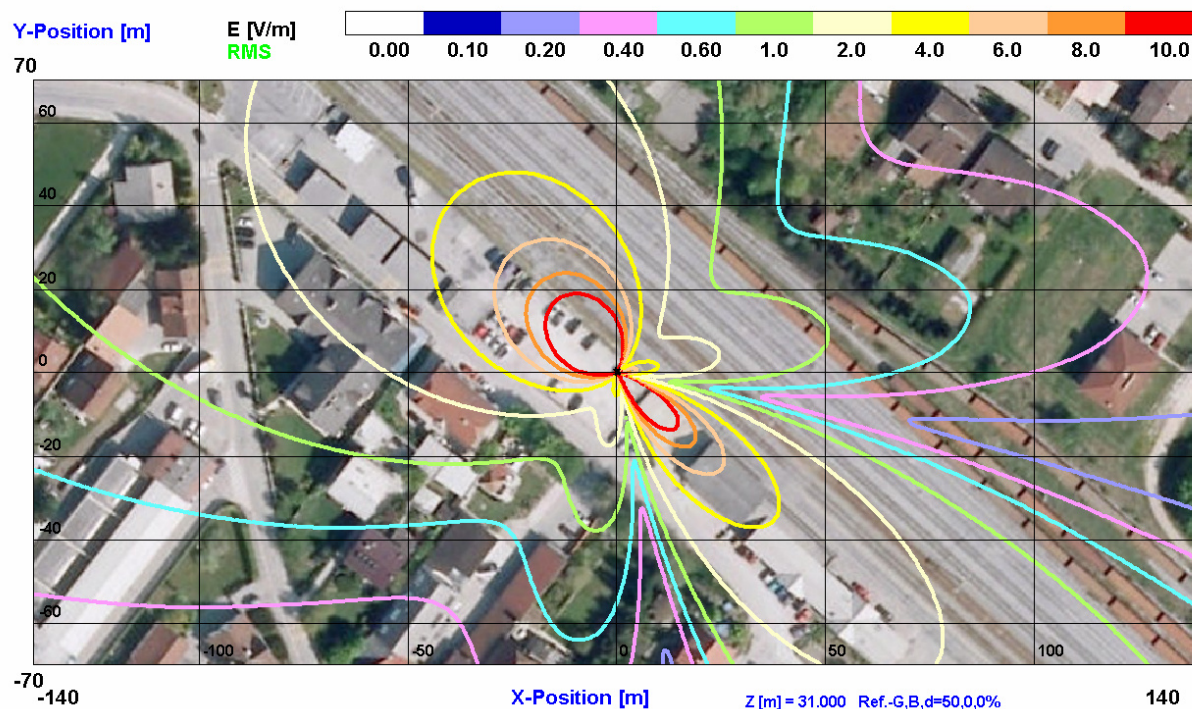 Y-Position [m]
E [V/m]
RMS
0.00 0.10 0.20 0.40 0.60 1.0 2.0 4.0 6.0 8.0 10.0
70
60
40
20
0
-20
-40
-60
-100 -50 0 50 100
-70
-140 X-Position [m] Z [m] = 31.000 Ref.-G,B,d=50,0,0% 140